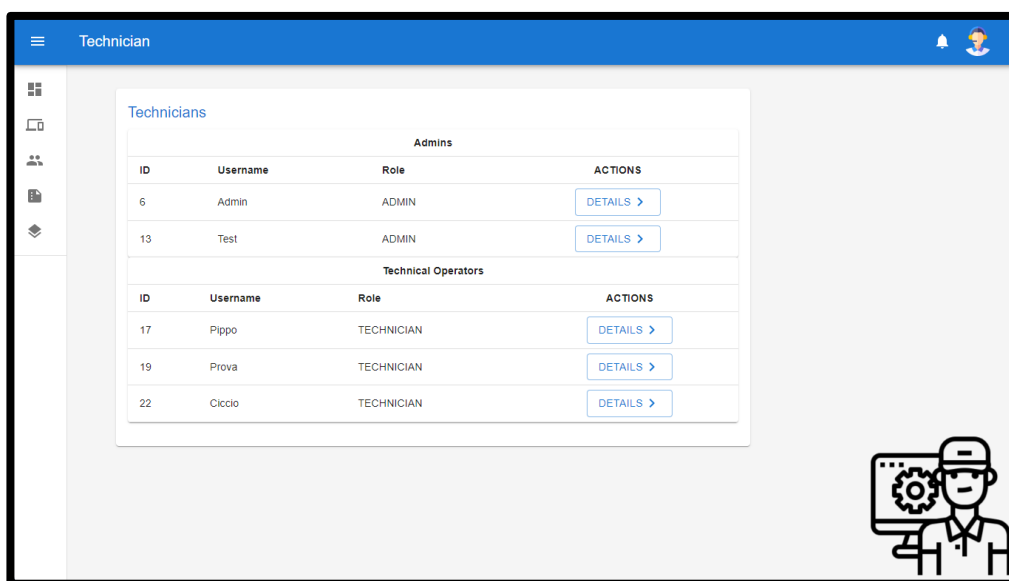 Technician
Technicians
Admins
ID Username Role ACTIONS
6 Admin ADMIN DETAILS
13 Test ADMIN DETAILS
Technical Operators
ID Username Role ACTIONS
17 Pippo TECHNICIAN DETAILS
19 Prova TECHNICIAN DETAILS
22 Ciccio TECHNICIAN DETAILS